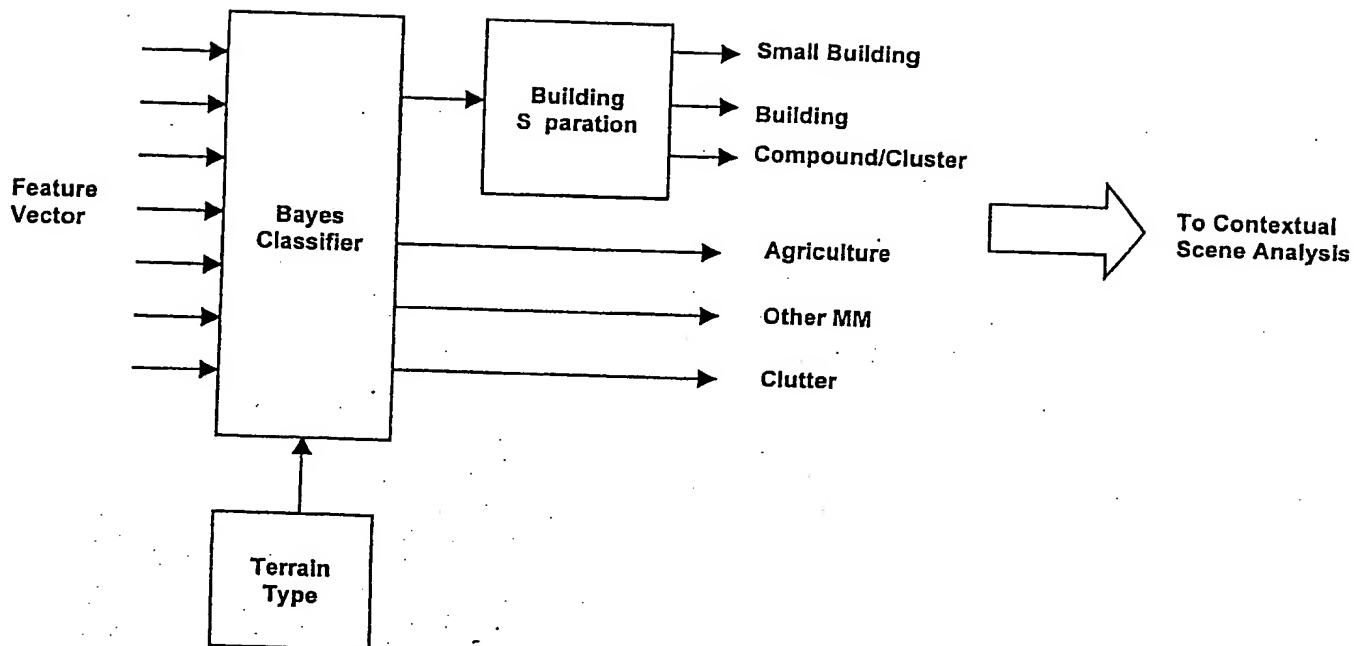 Small Building
Building
S paration
Building
Compound/Cluster
Feature
Vector
Bayes
Classifier
Agriculture
To Contextual
Scene Analysis
Other MM
Clutter
Terrain
Type